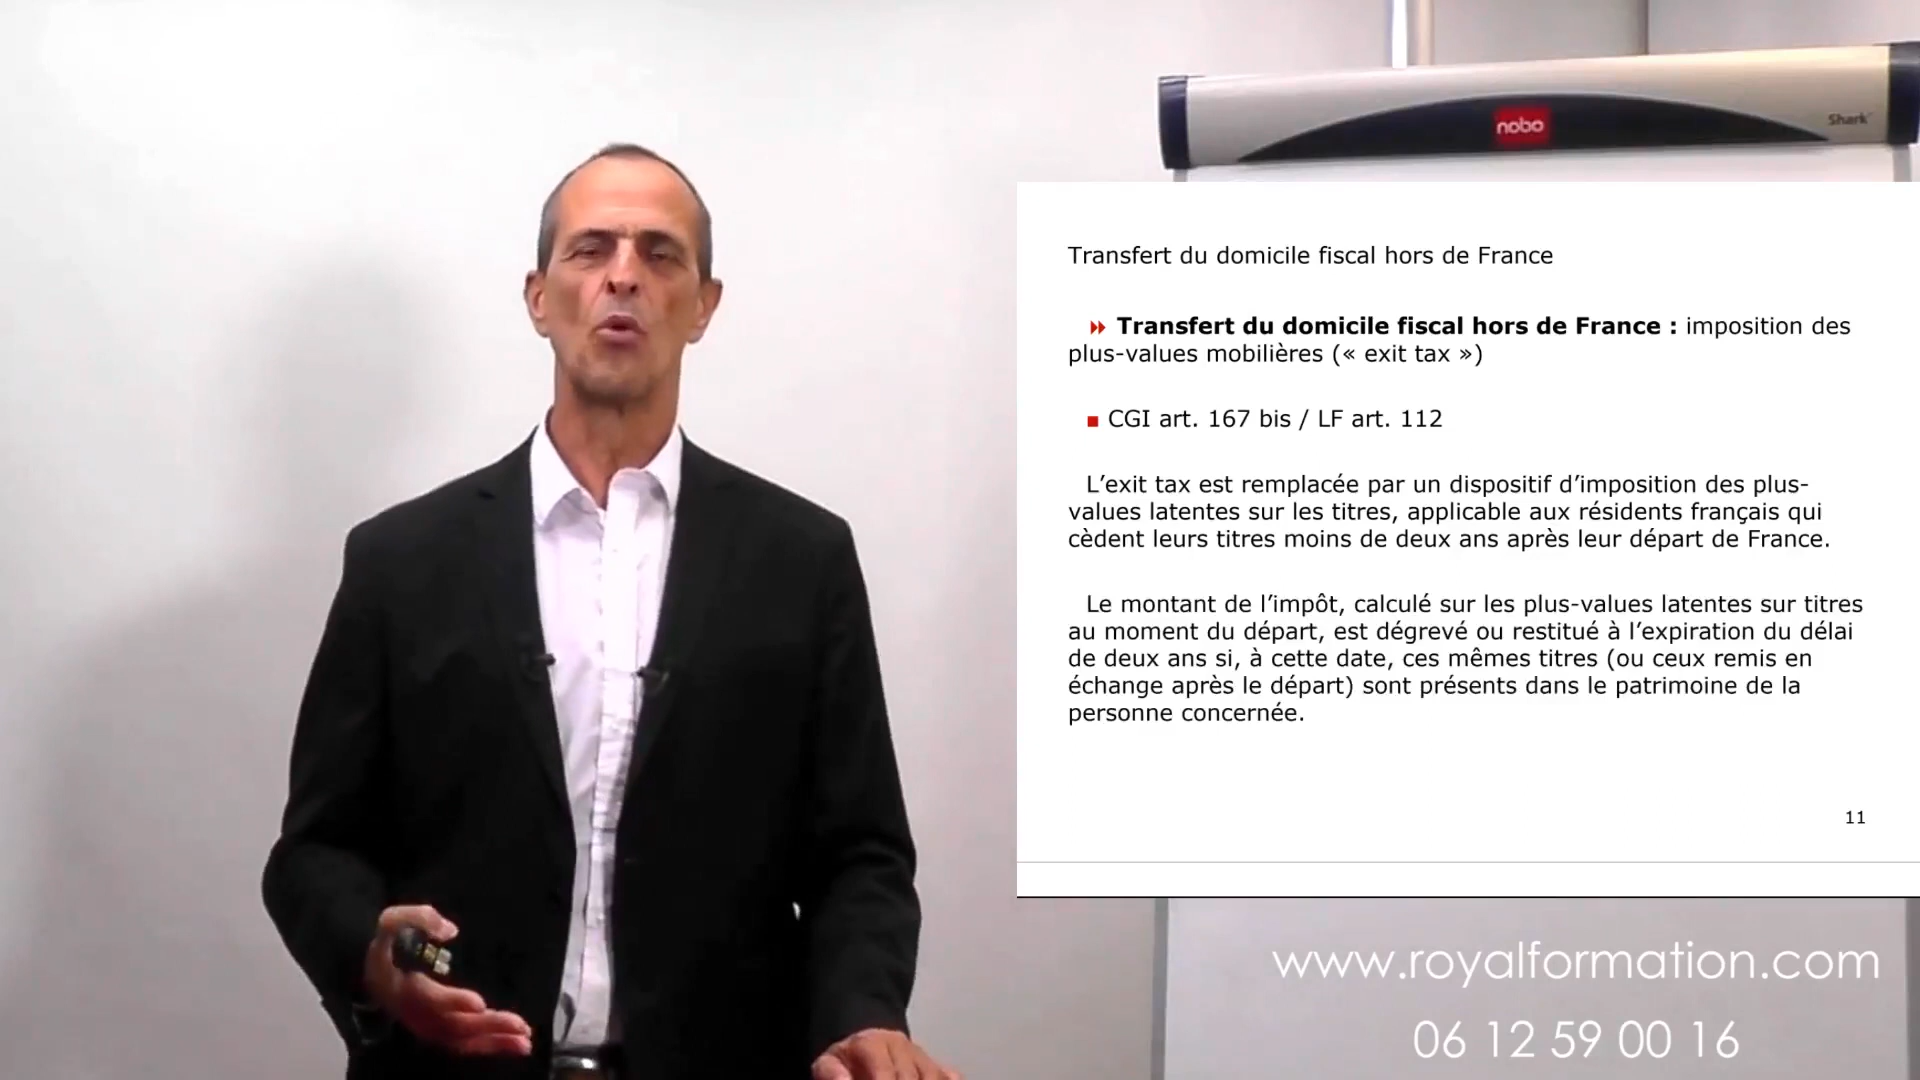 nobo
Shark
Transfert du domicile fiscal hors de France
Transfert du domicile fiscal hors de France : imposition des
plus-values mobilières (« exit tax »)
CGI art. 167 bis / LF art. 112
L’exit tax est remplacée par un dispositif d’imposition des plus-
values latentes sur les titres, applicable aux résidents français qui
cèdent leurs titres moins de deux ans après leur départ de France.
Le montant de l’impôt, calculé sur les plus-values latentes sur titres
au moment du départ, est dégrevé ou restitué à l’expiration du délai
de deux ans si, à cette date, ces mêmes titres (ou ceux remis en
échange après le départ) sont présents dans le patrimoine de la
personne concernée.
11
www.royalformation.com
06 12 59 00 16